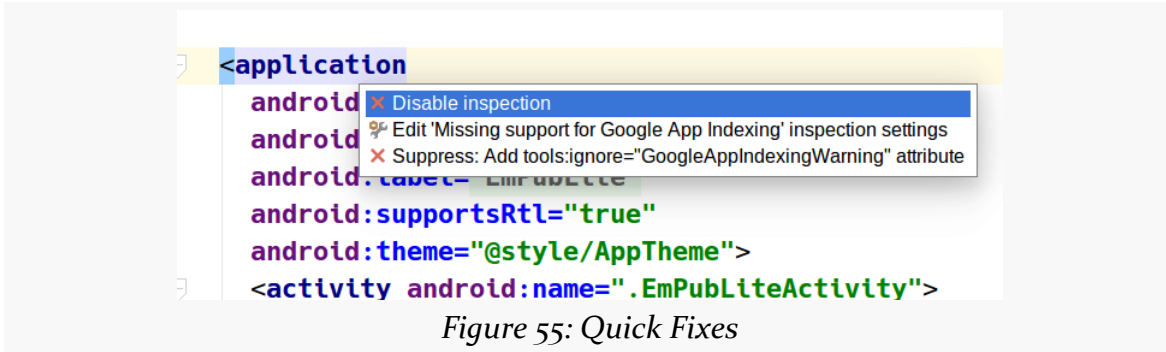 <application
android
Disable inspection
android
Edit 'Missing support for Google App Indexing' inspection settings
Suppress: Add tools:ignore="GoogleAppIndexingWarning" attribute
android:label="EmPubLite"
android:supportsRtl="true"
android:theme="@style/AppTheme">
<activity android:name=".EmPubLiteActivity">
Figure 55: Quick Fixes